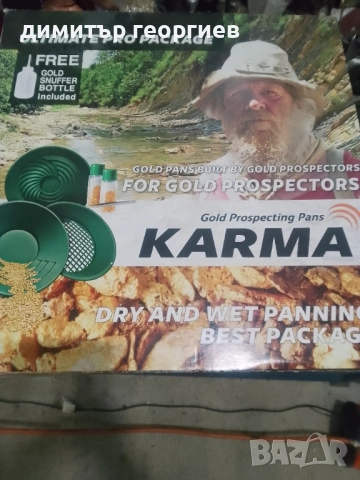 димитър георгиев
ULTIMATE PRO PACKAGE
FREE
GOLD
SNUFFER
BOTTLE
included
GOLD PANS BUILT BY GOLD PROSPECTORS
FOR GOLD PROSPECTORS
Gold Prospecting Pans
KARMA
DRY AND WET PANNING
BEST PACKAG
BAZAR